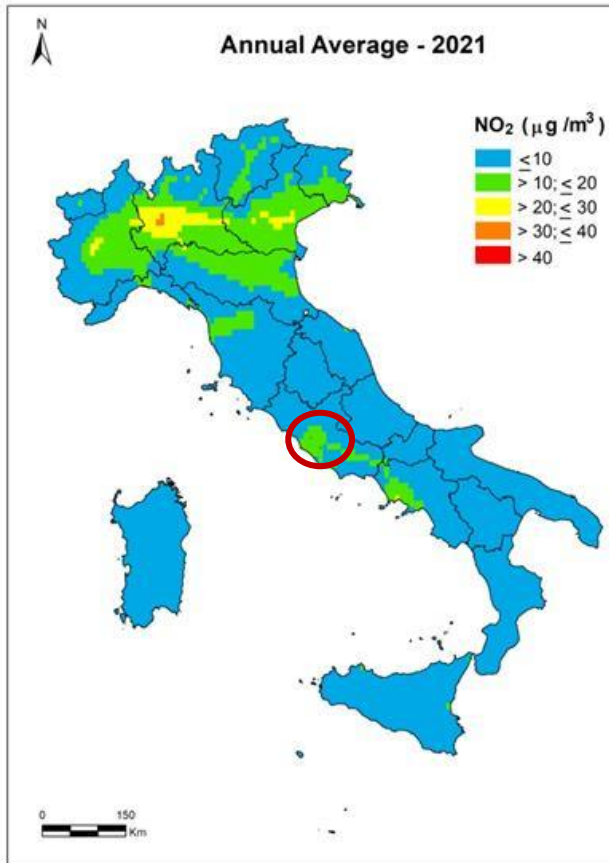 N
Annual Average - 2021
NO₂ (µg/m³)
≤10
> 10; ≤ 20
> 20; ≤ 30
> 30; ≤ 40
> 40
0 150
Km